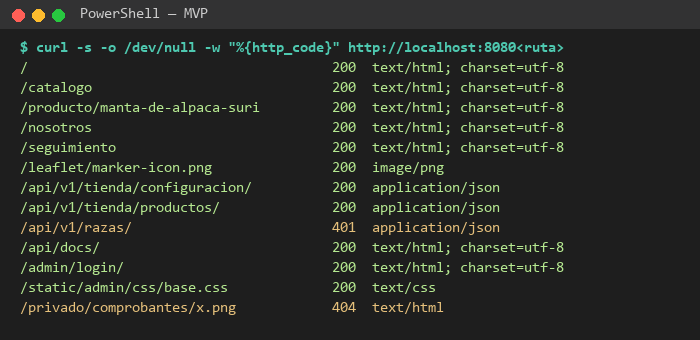 PowerShell — MVP
$ curl -s -o /dev/null -w "%{http_code}" http://localhost:8080<ruta>
/ 200 text/html; charset=utf-8
/catalogo 200 text/html; charset=utf-8
/producto/manta-de-alpaca-suri 200 text/html; charset=utf-8
/nosotros 200 text/html; charset=utf-8
/seguimiento 200 text/html; charset=utf-8
/leaflet/marker-icon.png 200 image/png
/api/v1/tienda/configuracion/ 200 application/json
/api/v1/tienda/productos/ 200 application/json
/api/v1/razas/ 401 application/json
/api/docs/ 200 text/html; charset=utf-8
/admin/login/ 200 text/html; charset=utf-8
/static/admin/css/base.css 200 text/css
/privado/comprobantes/x.png 404 text/html